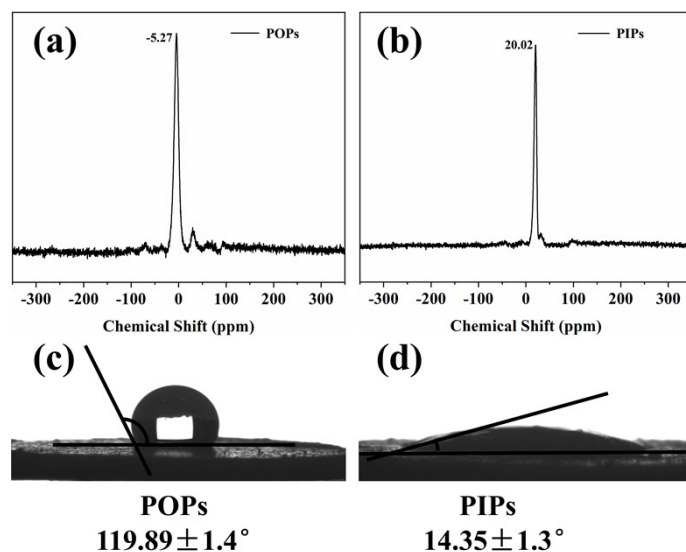 (a)
-5.27
POPs
-300 -200 -100 0 100 200 300
Chemical Shift (ppm)
(b)
20.02
PIPs
-300 -200 -100 0 100 200 300
Chemical Shift (ppm)
(c)
POPs
119.89±1.4°
(d)
PIPs
14.35±1.3°